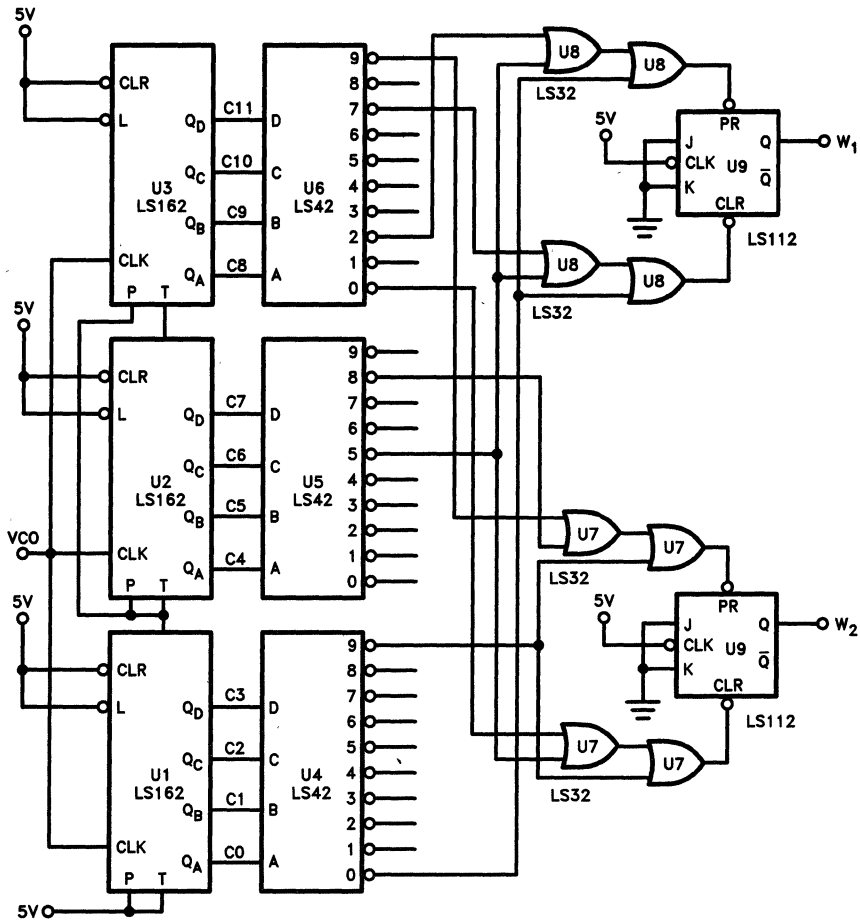 5V
CLR
L
QD
QC
QB
QA
U3
LS162
CLK
P T
C11
C10
C9
C8
D
C
B
A
U6
LS42
9
8
7
6
5
4
3
2
1
0
U8
U8
LS32
5V
PR
J
CLK
K
U9
Q
Q̅
CLR
LS112
W1
U8
U8
LS32
5V
CLR
L
QD
QC
QB
QA
U2
LS162
VCO
CLK
P T
C7
C6
C5
C4
D
C
B
A
U5
LS42
9
8
7
6
5
4
3
2
1
0
U7
U7
LS32
5V
PR
J
CLK
K
U9
Q
Q̅
CLR
LS112
W2
U7
U7
LS32
5V
CLR
L
QD
QC
QB
QA
U1
LS162
CLK
P T
5V
C3
C2
C1
C0
D
C
B
A
U4
LS42
9
8
7
6
5
4
3
2
1
0